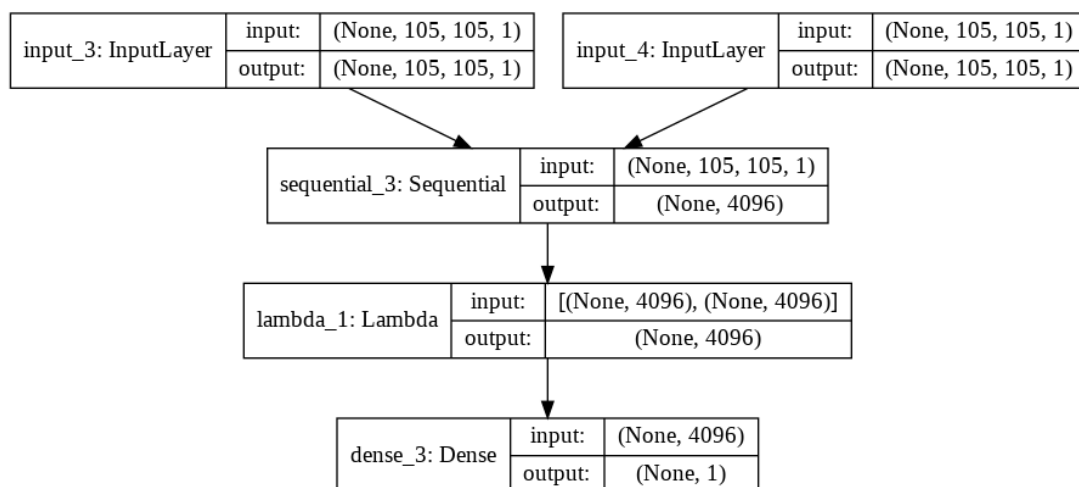 input_3: InputLayer
input:
(None, 105, 105, 1)
output:
(None, 105, 105, 1)
input_4: InputLayer
input:
(None, 105, 105, 1)
output:
(None, 105, 105, 1)
sequential_3: Sequential
input:
(None, 105, 105, 1)
output:
(None, 4096)
lambda_1: Lambda
input:
[(None, 4096), (None, 4096)]
output:
(None, 4096)
dense_3: Dense
input:
(None, 4096)
output:
(None, 1)